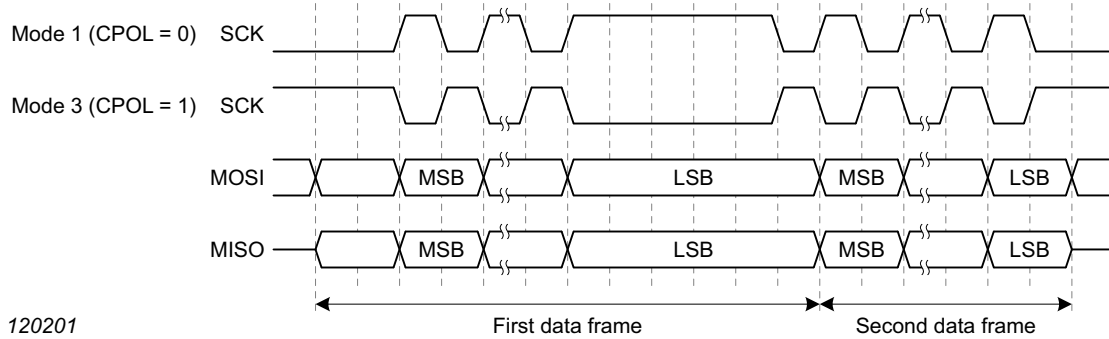 Mode 1 (CPOL = 0) SCK
Mode 3 (CPOL = 1) SCK
MOSI MSB LSB MSB LSB
MISO MSB LSB MSB LSB
First data frame Second data frame
120201